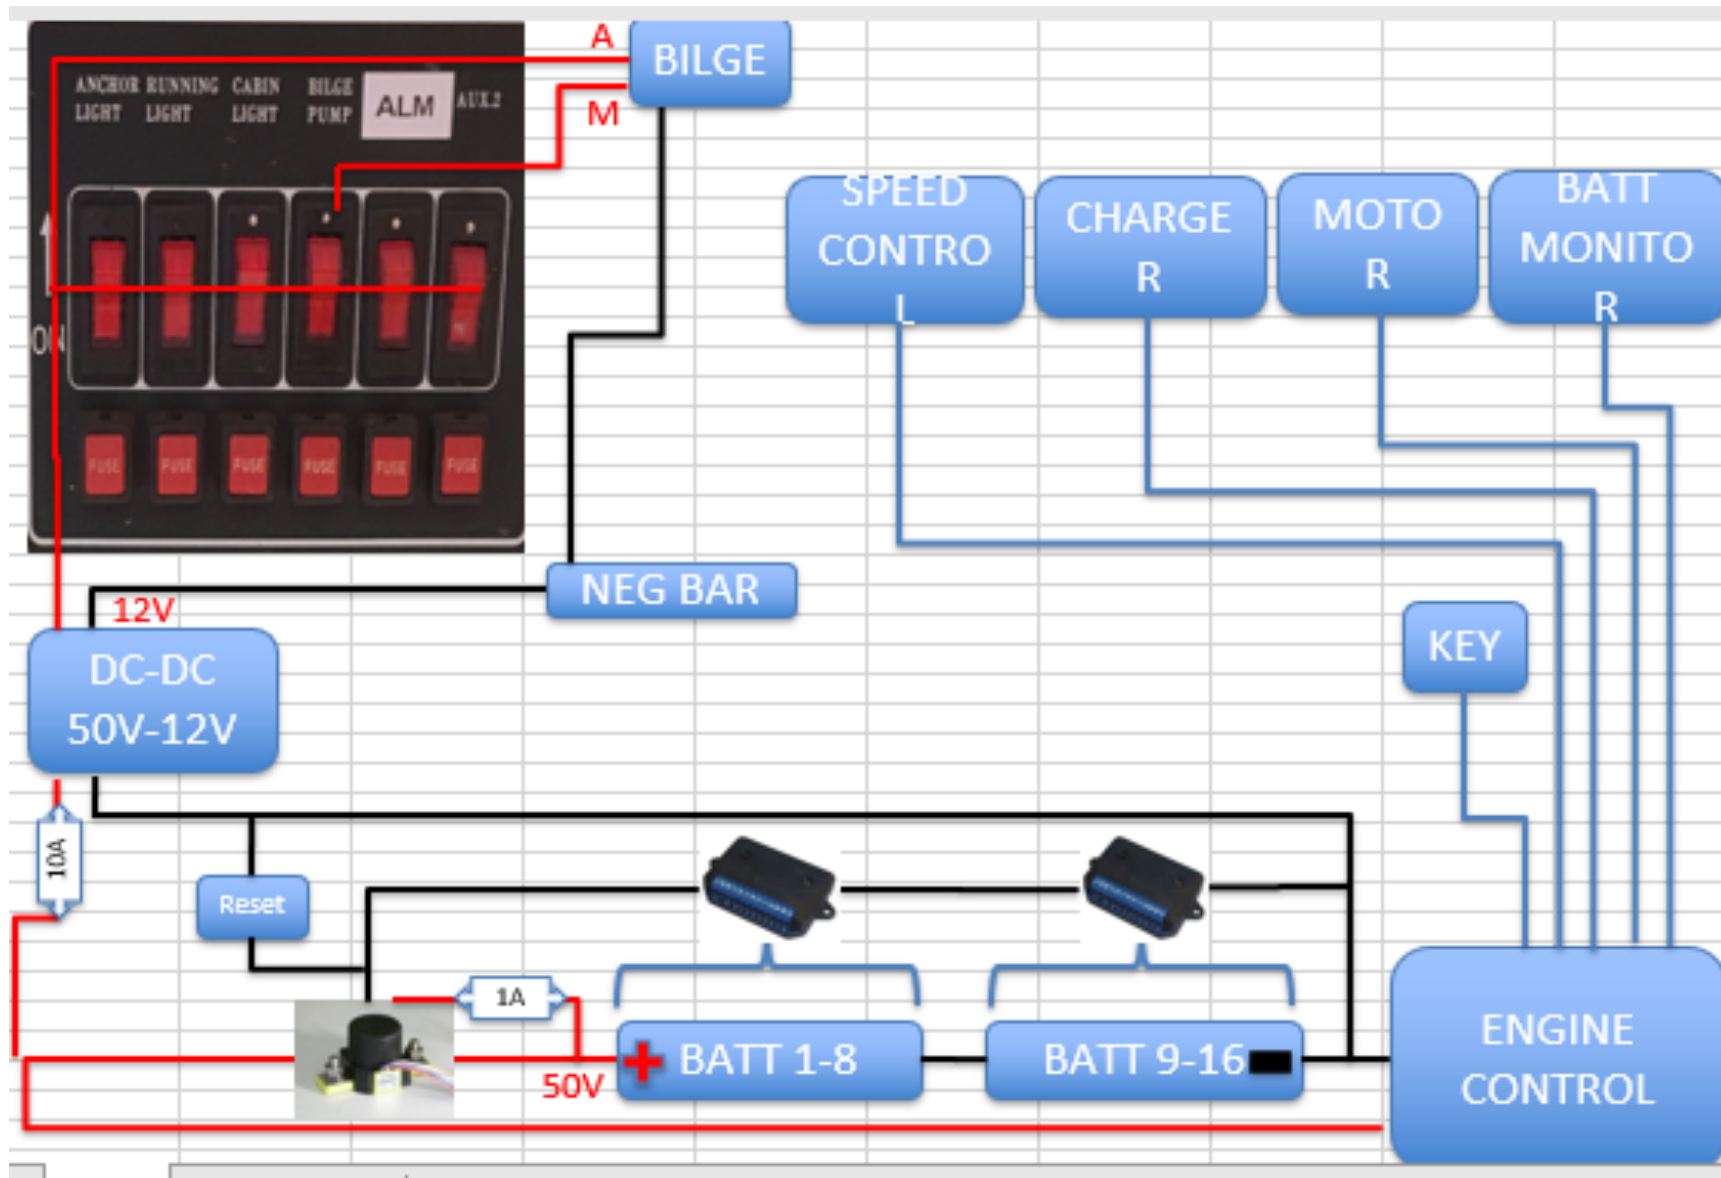 A
BILGE
M
ANCHOR LIGHT
RUNNING LIGHT
CABIN LIGHT
BILGE PUMP
ALM
AUX.2
ON
FUSE
FUSE
FUSE
FUSE
FUSE
FUSE
SPEED
CONTRO
L
CHARGE
R
MOTO
R
BATT
MONITO
R
NEG BAR
12V
DC-DC
50V-12V
KEY
10A
Reset
1A
50V
BATT 1-8
BATT 9-16
ENGINE
CONTROL